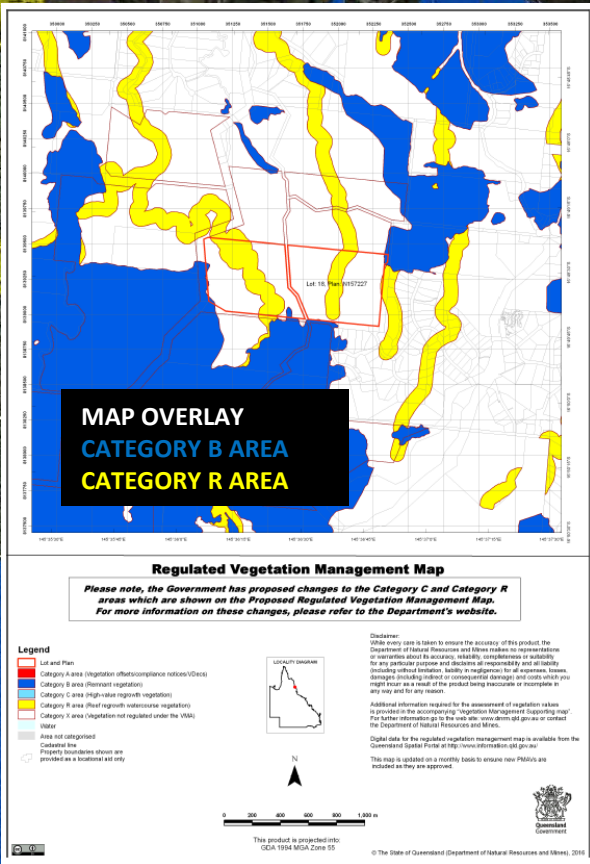 Lot: 16, Plan: N157227
MAP OVERLAY
CATEGORY B AREA
CATEGORY R AREA
Regulated Vegetation Management Map
Please note, the Government has proposed changes to the Category C and Category R
areas which are shown on the Proposed Regulated Vegetation Management Map.
For more information on these changes, please refer to the Department's website.
Legend
Lot and Plan
Category A area (Vegetation offsets/compliance notices/VDecs)
Category B area (Remnant vegetation)
Category C area (High-value regrowth vegetation)
Category R area (Reef regrowth watercourse vegetation)
Category X area (Vegetation not regulated under the VMA)
Water
Area not categorised
Cadastral line
Property boundaries shown are
provided as a locational aid only
LOCALITY DIAGRAM
N
0 200 400 600 800 1,000 m
This product is projected into:
GDA 1994 MGA Zone 55
Disclaimer:
While every care is taken to ensure the accuracy of this product, the
Department of Natural Resources and Mines makes no representations
or warranties about its accuracy, reliability, completeness or suitability
for any particular purpose and disclaims all responsibility and all liability
(including without limitation, liability in negligence) for all expenses, losses,
damages (including indirect or consequential damage) and costs which you
might incur as a result of the product being inaccurate or incomplete in
any way and for any reason.
Additional information required for the assessment of vegetation values
is provided in the accompanying "Vegetation Management Supporting map".
For further information go to the web site: www.dnrm.qld.gov.au or contact
the Department of Natural Resources and Mines.
Digital data for the regulated vegetation management map is available from the
Queensland Spatial Portal at http://www.information.qld.gov.au/
This map is updated on a monthly basis to ensure new PMAVs are
included as they are approved.
Queensland
Government
© The State of Queensland (Department of Natural Resources and Mines), 2016